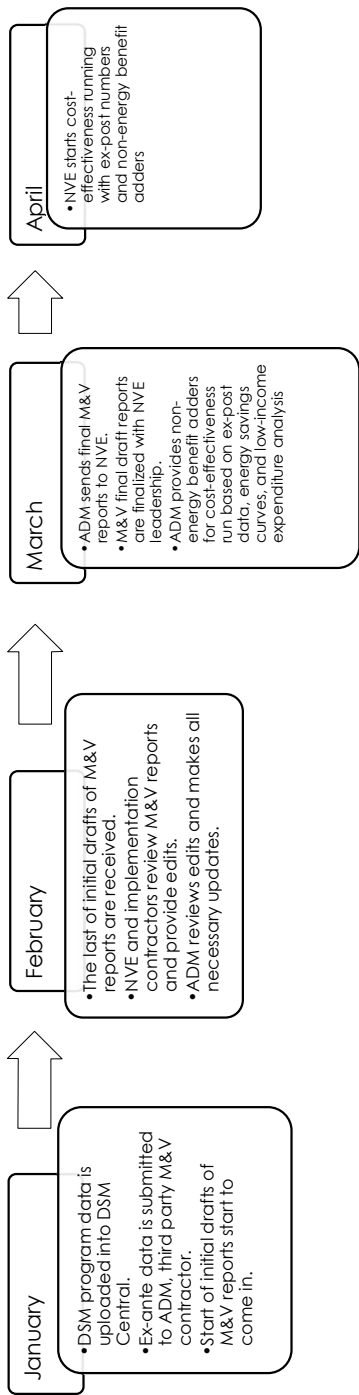 January
•DSM program data is
uploaded into DSM
Central.
•Ex-ante data is submitted
to ADM, third party M&V
contractor.
•Start of initial drafts of
M&V reports start to
come in.
February
•The last of initial drafts of M&V
reports are received.
•NVE and implementation
contractors review M&V reports
and provide edits.
•ADM reviews edits and makes all
necessary updates.
March
•ADM sends final M&V
reports to NVE.
•M&V final draft reports
are finalized with NVE
leadership.
•ADM provides non-
energy benefit adders
for cost-effectiveness
run based on ex-post
data, energy savings
curves, and low-income
expenditure analysis
April
•NVE starts cost-
effectiveness running
with ex-post numbers
and non-energy benefit
adders